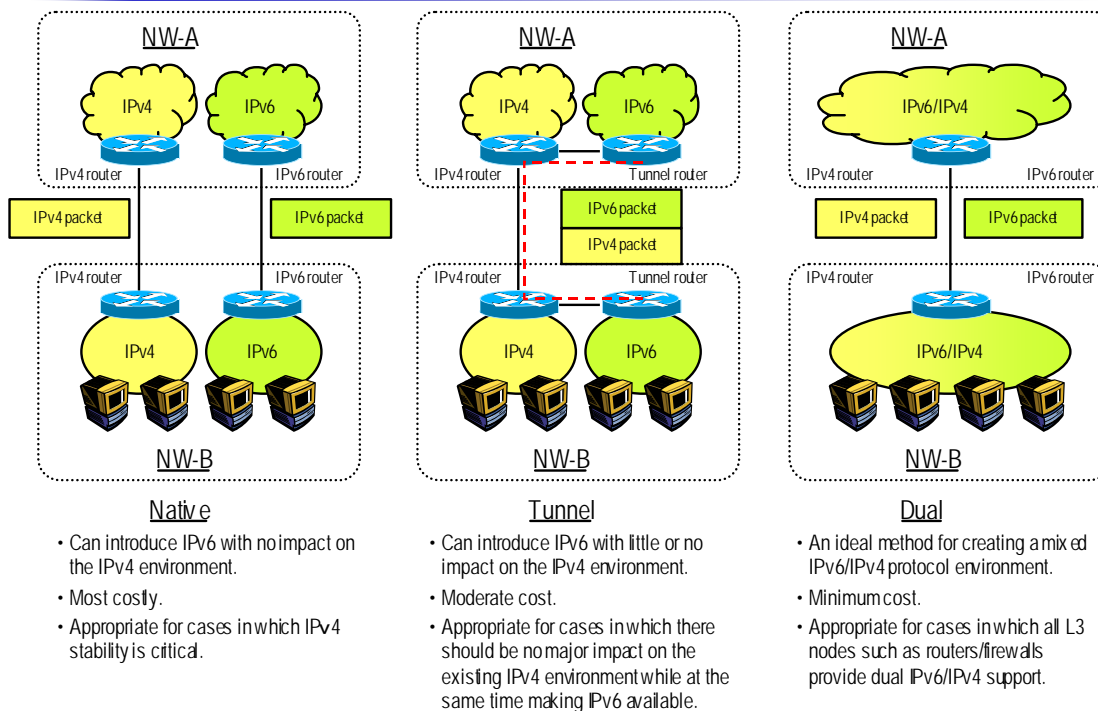 NW-A
IPv4
IPv6
IPv4 router
IPv6 router
IPv4 packet
IPv6 packet
IPv4 router
IPv6 router
IPv4
IPv6
NW-B
Native
• Can introduce IPv6 with no impact on
the IPv4 environment.
• Most costly.
• Appropriate for cases in which IPv4
stability is critical.
NW-A
IPv4
IPv6
IPv4 router
Tunnel router
IPv6 packet
IPv4 packet
IPv4 router
Tunnel router
IPv4
IPv6
NW-B
Tunnel
• Can introduce IPv6 with little or no
impact on the IPv4 environment.
• Moderate cost.
• Appropriate for cases in which there
should be no major impact on the
existing IPv4 environment while at the
same time making IPv6 available.
NW-A
IPv6/IPv4
IPv4 router
IPv6 router
IPv4 packet
IPv6 packet
IPv4 router
IPv6 router
IPv6/IPv4
NW-B
Dual
• An ideal method for creating a mixed
IPv6/IPv4 protocol environment.
• Minimum cost.
• Appropriate for cases in which all L3
nodes such as routers/firewalls
provide dual IPv6/IPv4 support.